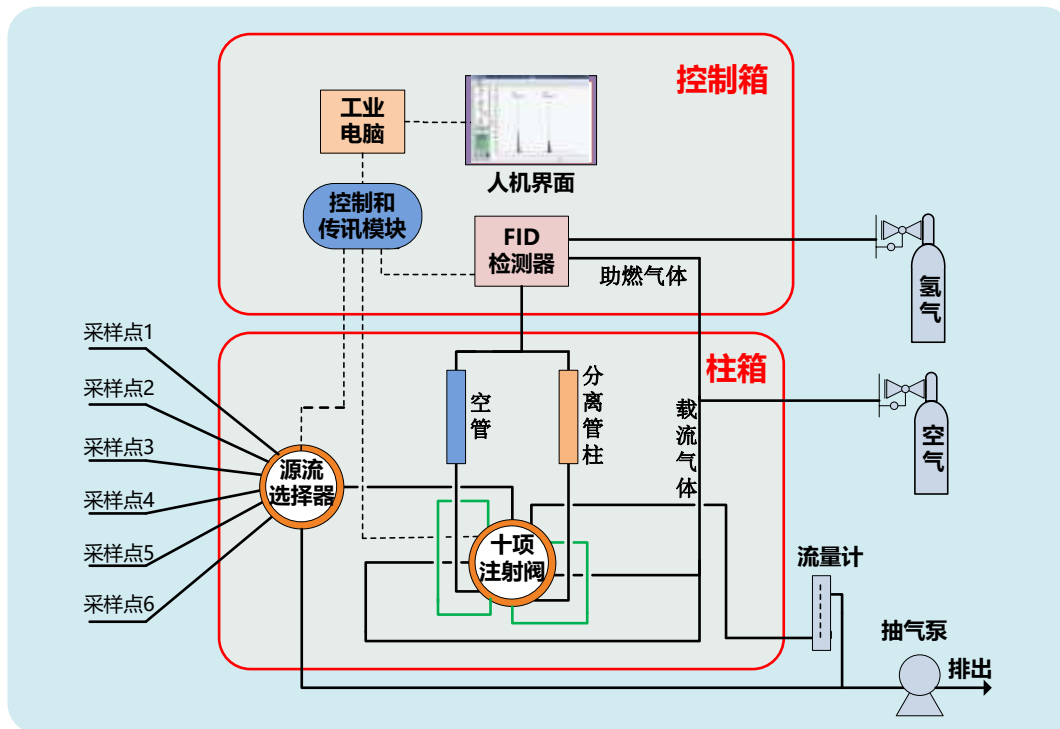 控制箱
工业
电脑
人机界面
控制和
传讯模块
FID
检测器
助燃气体
氢气
采样点1
采样点2
采样点3
采样点4
采样点5
采样点6
柱箱
空管
分离管柱
载流气体
空气
源流
选择器
十项
注射阀
流量计
抽气泵
排出